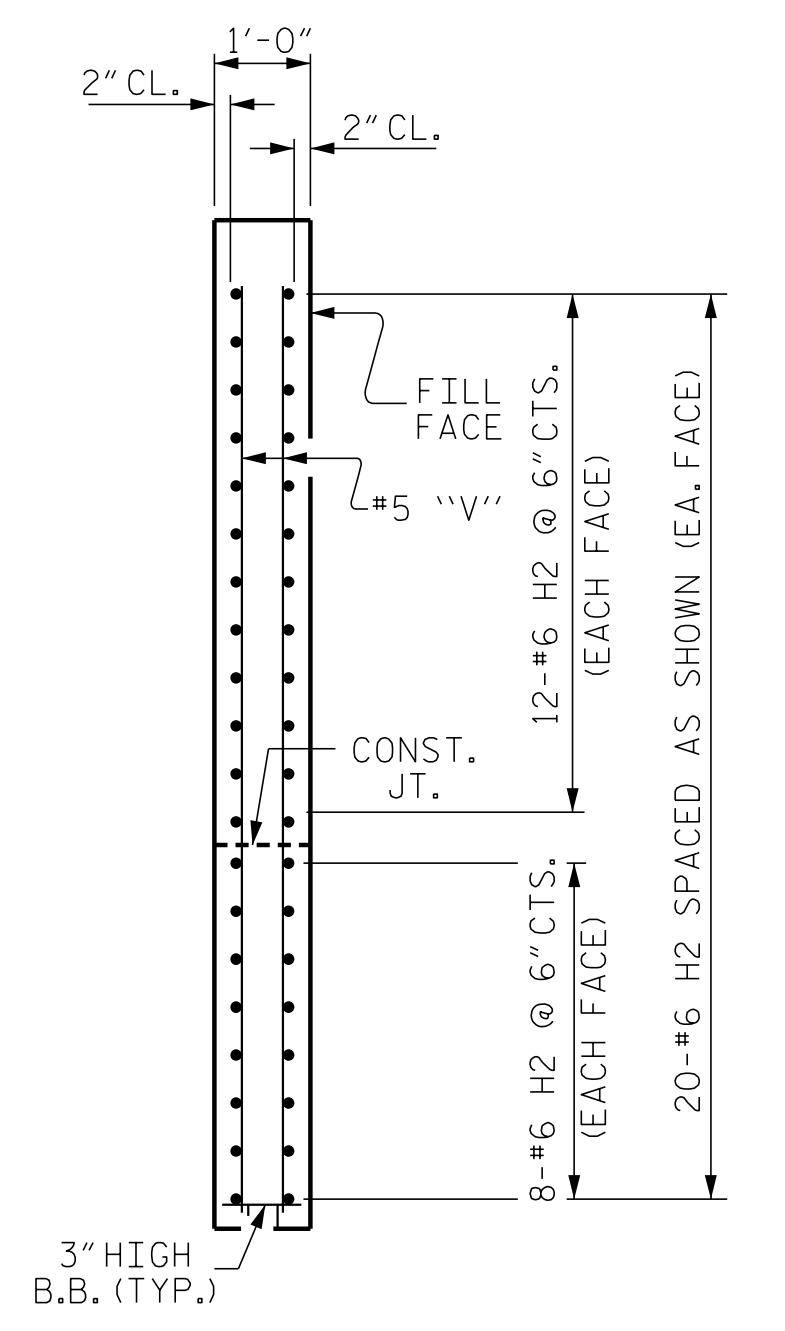 1'-0"
2" CL.
2" CL.
FILL
FACE
#5 "V"
12-#6 H2 @ 6" CTS.
(EACH FACE)
20-#6 H2 SPACED AS SHOWN (EA. FACE)
CONST.
JT.
8-#6 H2 @ 6" CTS.
(EACH FACE)
3" HIGH
B.B. (TYP.)